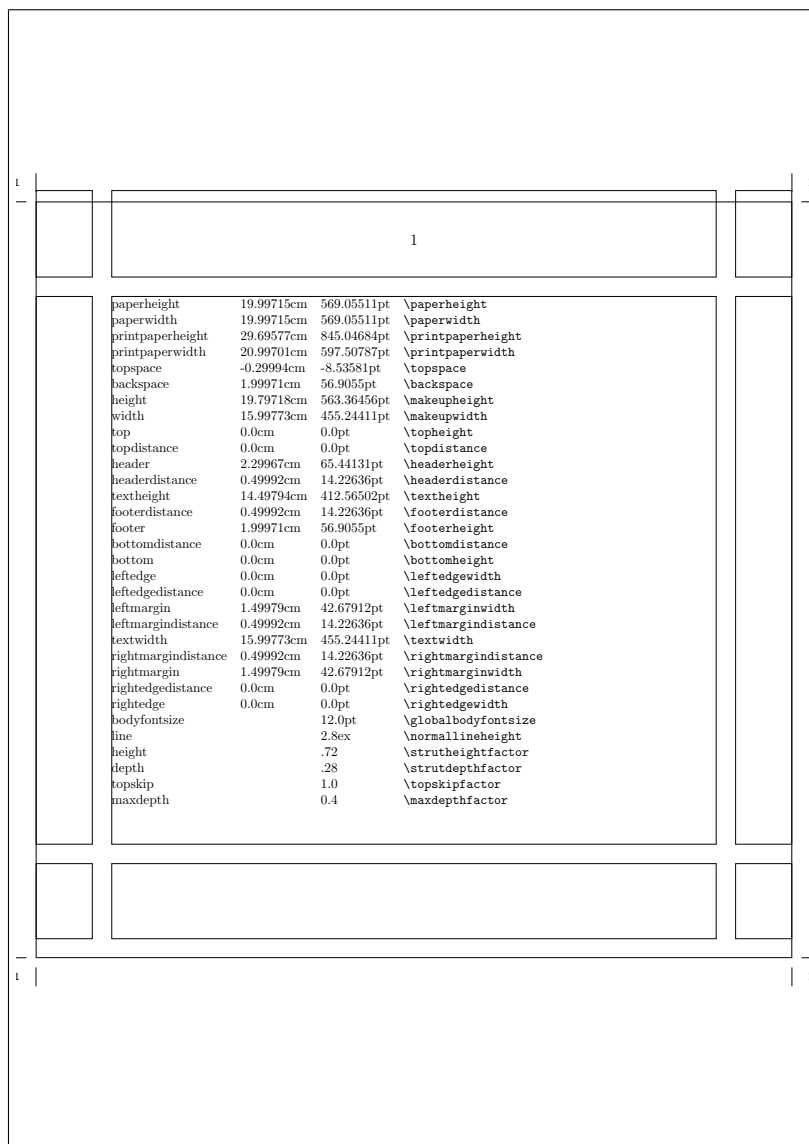 1
1
paperheight 19.99715cm 569.05511pt \paperheight
paperwidth 19.99715cm 569.05511pt \paperwidth
printpaperheight 29.69577cm 845.04684pt \printpaperheight
printpaperwidth 20.99701cm 597.50787pt \printpaperwidth
topspace -0.29994cm -8.53581pt \topspace
backspace 1.99971cm 56.9055pt \backspace
height 19.79718cm 563.36456pt \makeupheight
width 15.99773cm 455.24411pt \makeupwidth
top 0.0cm 0.0pt \topheight
topdistance 0.0cm 0.0pt \topdistance
header 2.29967cm 65.44131pt \headerheight
headerdistance 0.49992cm 14.22636pt \headerdistance
textheight 14.49794cm 412.56502pt \textheight
footerdistance 0.49992cm 14.22636pt \footerdistance
footer 1.99971cm 56.9055pt \footerheight
bottomdistance 0.0cm 0.0pt \bottomdistance
bottom 0.0cm 0.0pt \bottomheight
leftedge 0.0cm 0.0pt \leftedgewidth
leftedgedistance 0.0cm 0.0pt \leftedgedistance
leftmargin 1.49979cm 42.67912pt \leftmarginwidth
leftmargindistance 0.49992cm 14.22636pt \leftmargindistance
textwidth 15.99773cm 455.24411pt \textwidth
rightmargindistance 0.49992cm 14.22636pt \rightmargindistance
rightmargin 1.49979cm 42.67912pt \rightmarginwidth
rightedgedistance 0.0cm 0.0pt \rightedgedistance
rightedge 0.0cm 0.0pt \rightedgewidth
bodyfontsize 12.0pt \globalbodyfontsize
line 2.8ex \normallineheight
height .72 \strutheightfactor
depth .28 \strutdepthfactor
topskip 1.0 \topskipfactor
maxdepth 0.4 \maxdepthfactor
1